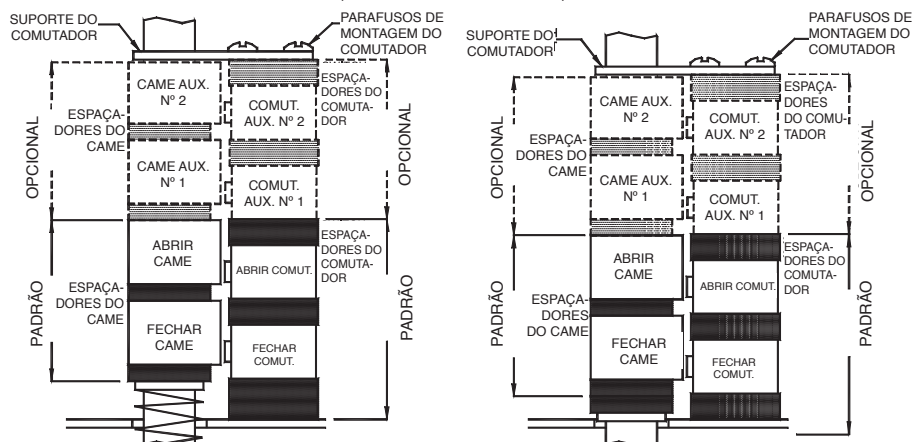 SUPORTE DO
COMUTADOR
PARAFUSOS DE
MONTAGEM DO
COMUTADOR
OPCIONAL
PADRÃO
ESPAÇA-
DORES DO
CAME
CAME AUX.
Nº 2
CAME AUX.
Nº 1
COMUT.
AUX. Nº 2
COMUT.
AUX. Nº 1
ESPAÇA-
DORES DO
COMUTA-
DOR
OPCIONAL
ESPAÇA-
DORES DO
CAME
ABRIR
CAME
FECHAR
CAME
ABRIR COMUT.
FECHAR
COMUT.
ESPAÇA-
DORES DO
COMUTA-
DOR
PADRÃO
SUPORTE DO
COMUTADOR
PARAFUSOS DE
MONTAGEM DO
COMUTADOR
OPCIONAL
PADRÃO
ESPAÇA-
DORES DO
CAME
CAME AUX.
Nº 2
CAME AUX.
Nº 1
COMUT.
AUX. Nº 2
COMUT.
AUX. Nº 1
ESPAÇA-
DORES
DO COMU-
TADOR
OPCIONAL
ESPAÇA-
DORES
DO CAME
ABRIR
CAME
FECHAR
CAME
ABRIR COMUT.
FECHAR
COMUT.
ESPAÇA-
DORES DO
COMUTA-
DOR
PADRÃO